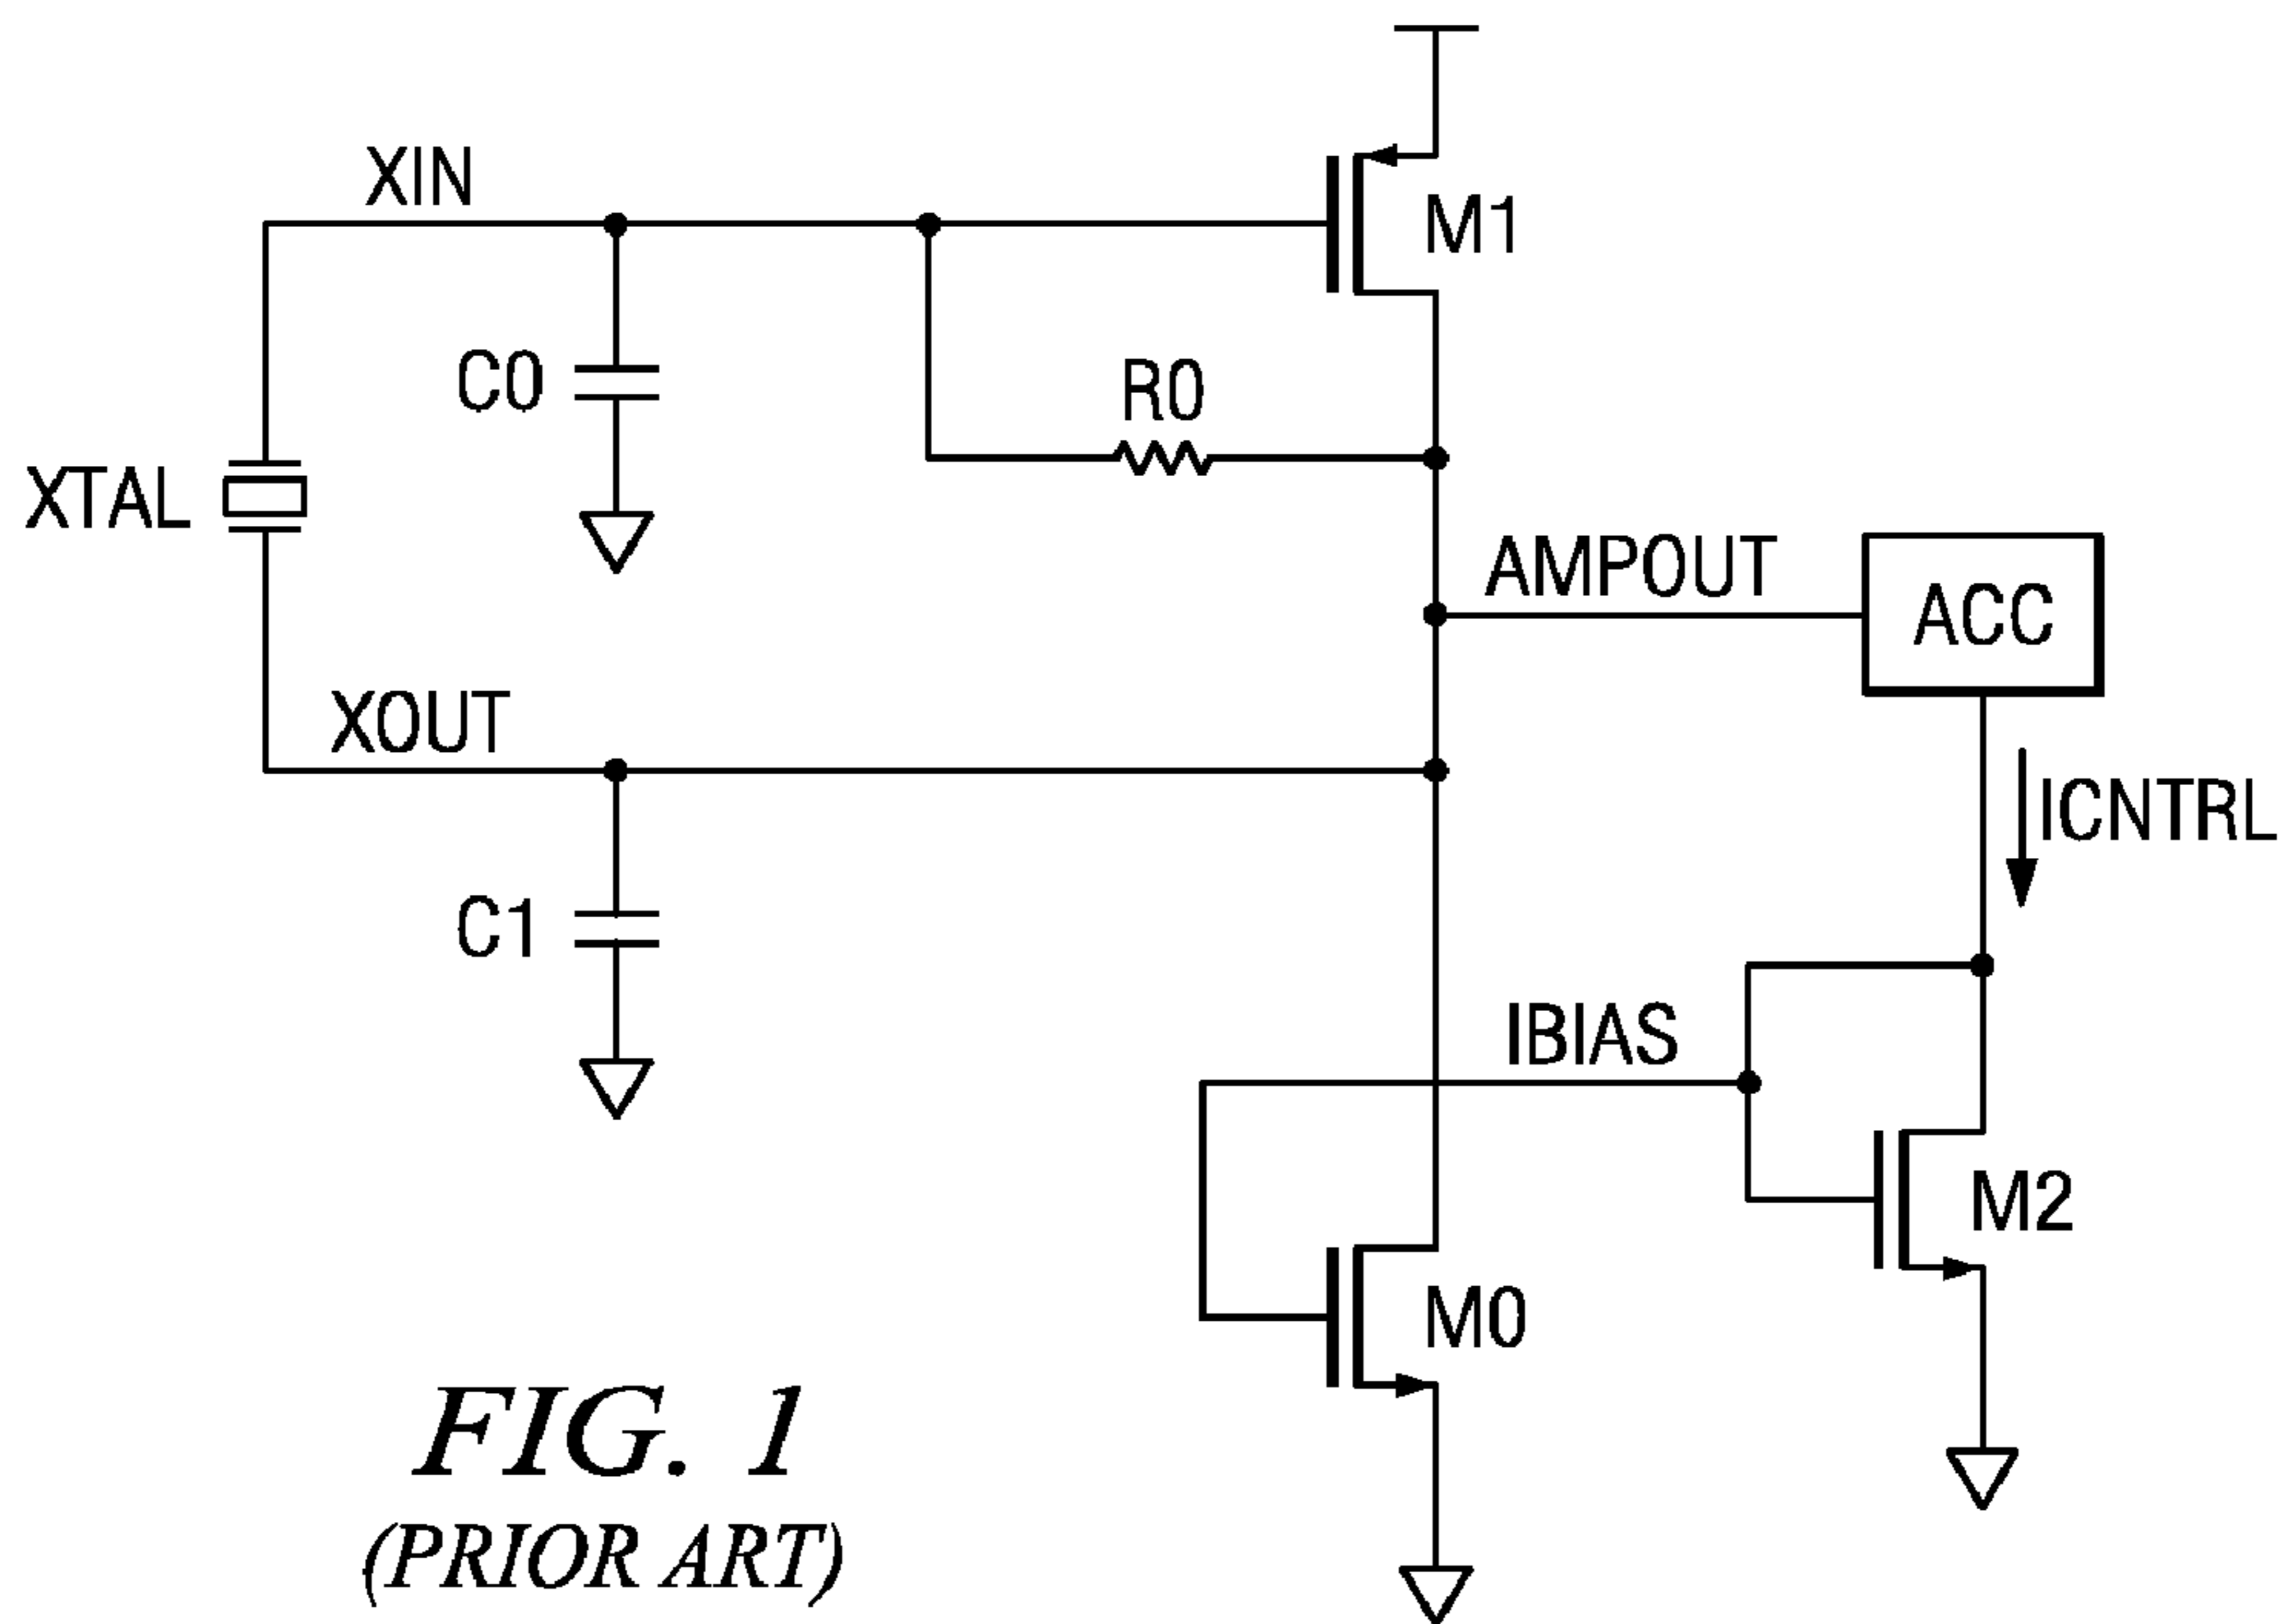 XIN
M1
C0
R0
XTAL
AMPOUT
ACC
XOUT
ICNTRL
C1
IBIAS
M2
M0
FIG. 1
(PRIOR ART)